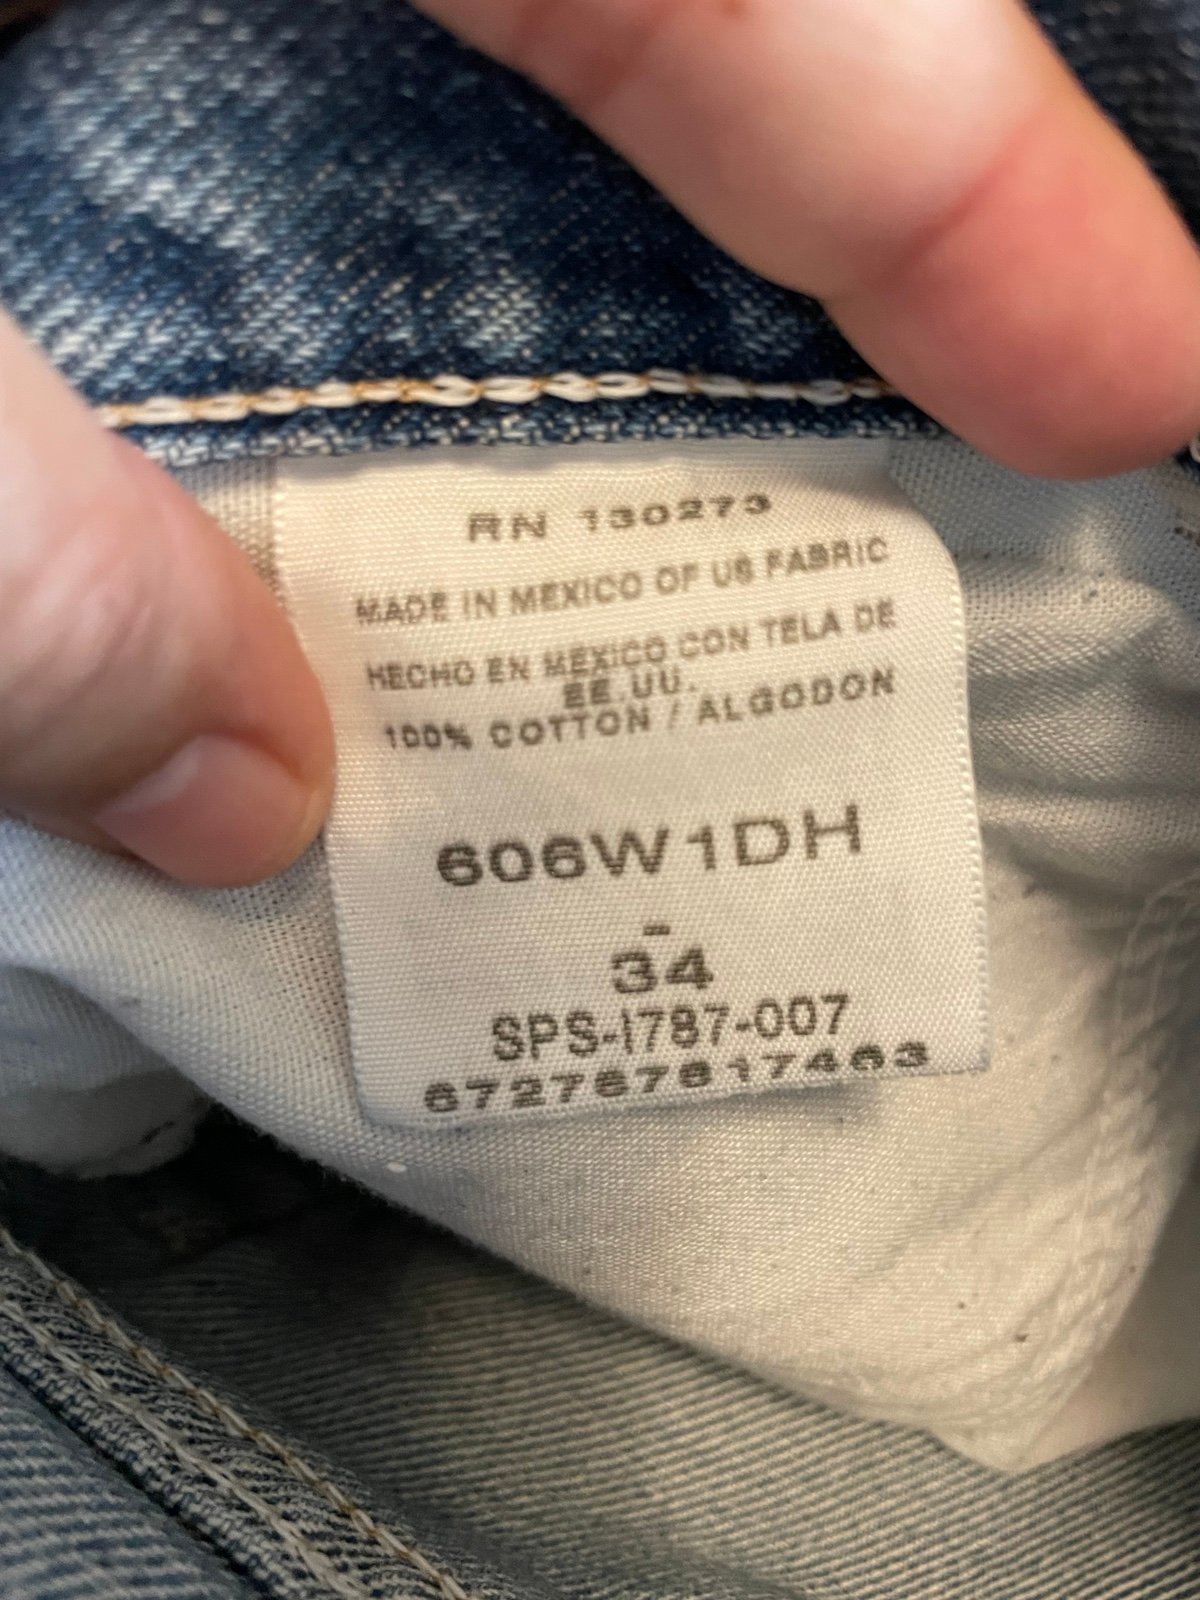 RN 130273
MADE IN MEXICO OF US FABRIC
HECHO EN MEXICO CON TELA DE
EE.UU.
100% COTTON / ALGODON
606W1DH
-
34
SPS-I787-007
672767617463